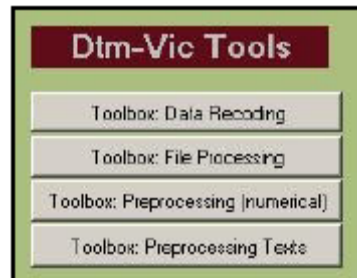 Dtm-Vic Tools
Toolbox: Data Recoding
Toolbox: File Processing
Toolbox: Preprocessing (numerical)
Toolbox: Preprocessing Texts